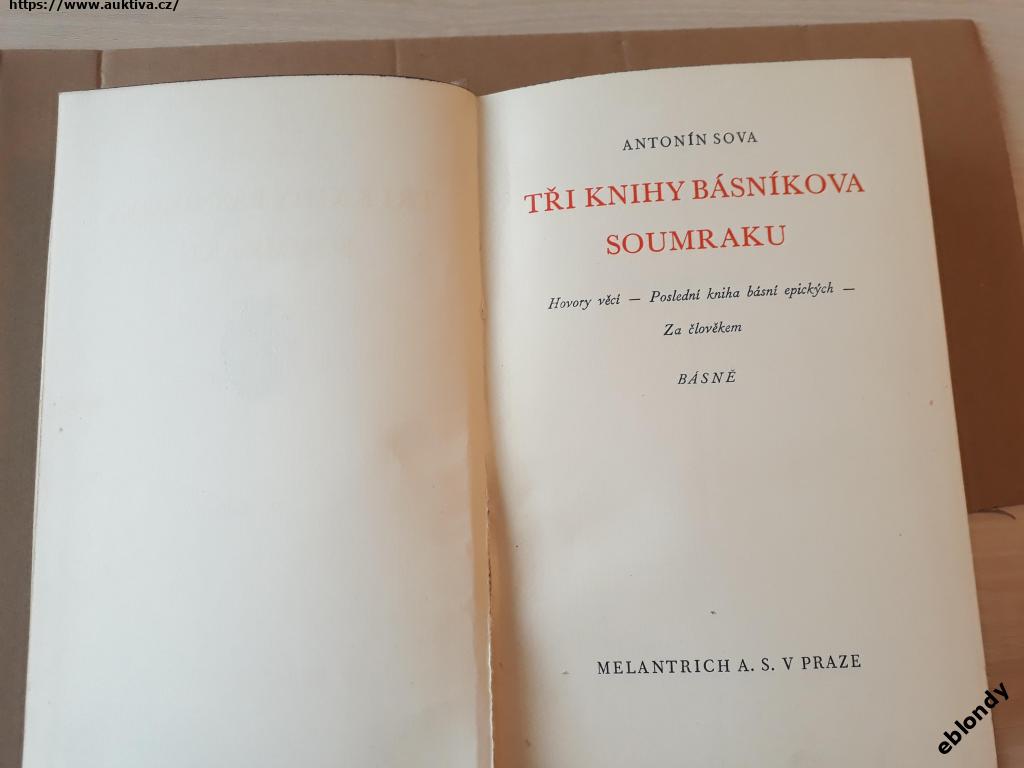 https://www.auktiva.cz/
ANTONÍN SOVA
TŘI KNIHY BÁSNÍKOVA
SOUMRAKU
Hovory věcí — Poslední kniha básní epických —
Za člověkem
BÁSNĚ
MELANTRICH A. S. V PRAZE
eblondy